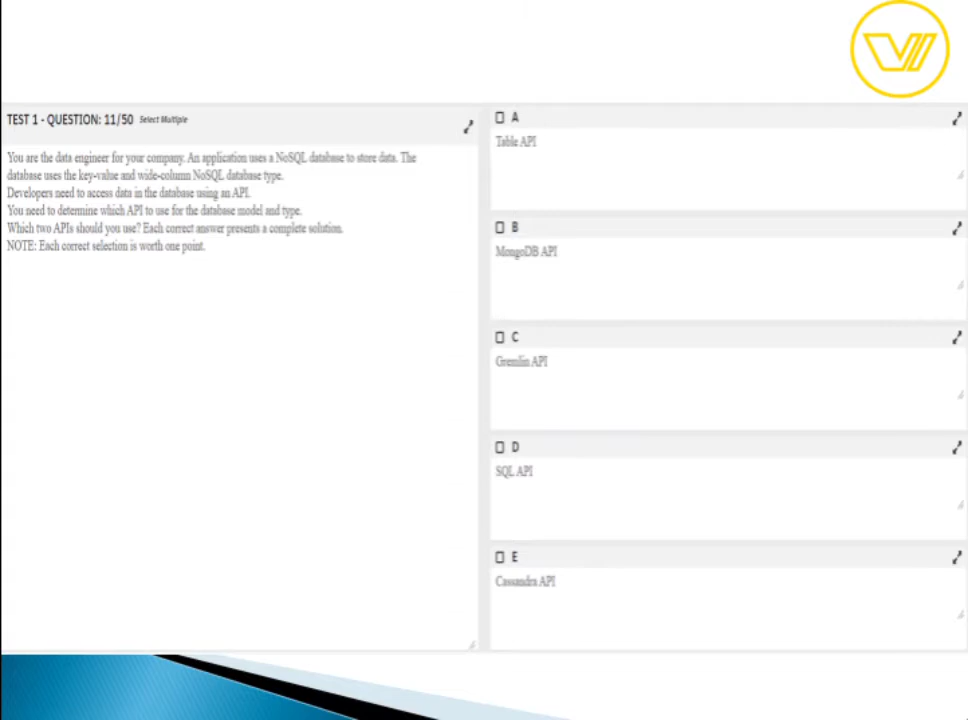 TEST 1 - QUESTION: 11/50 Select Multiple
You are the data engineer for your company. An application uses a NoSQL database to store data. The
database uses the key-value and wide-column NoSQL database type.
Developers need to access data in the database using an API.
You need to determine which API to use for the database model and type.
Which two APIs should you use? Each correct answer presents a complete solution.
NOTE: Each correct selection is worth one point.
A
Table API
B
MongoDB API
C
Gremlin API
D
SQL API
E
Cassandra API